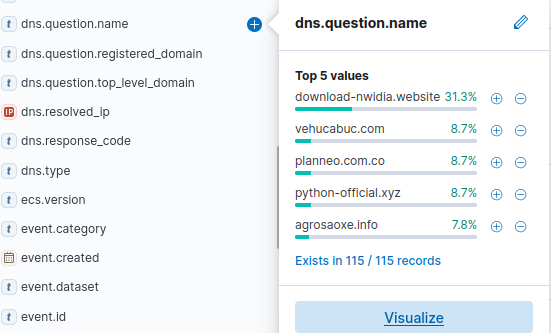 dns.question.name
dns.question.registered_domain
dns.question.top_level_domain
dns.resolved_ip
dns.response_code
dns.type
ecs.version
event.category
event.created
event.dataset
event.id
dns.question.name
Top 5 values
download-nwidia.website 31.3%
vehucabuc.com 8.7%
planneo.com.co 8.7%
python-official.xyz 8.7%
agrosaoxe.info 7.8%
Exists in 115 / 115 records
Visualize